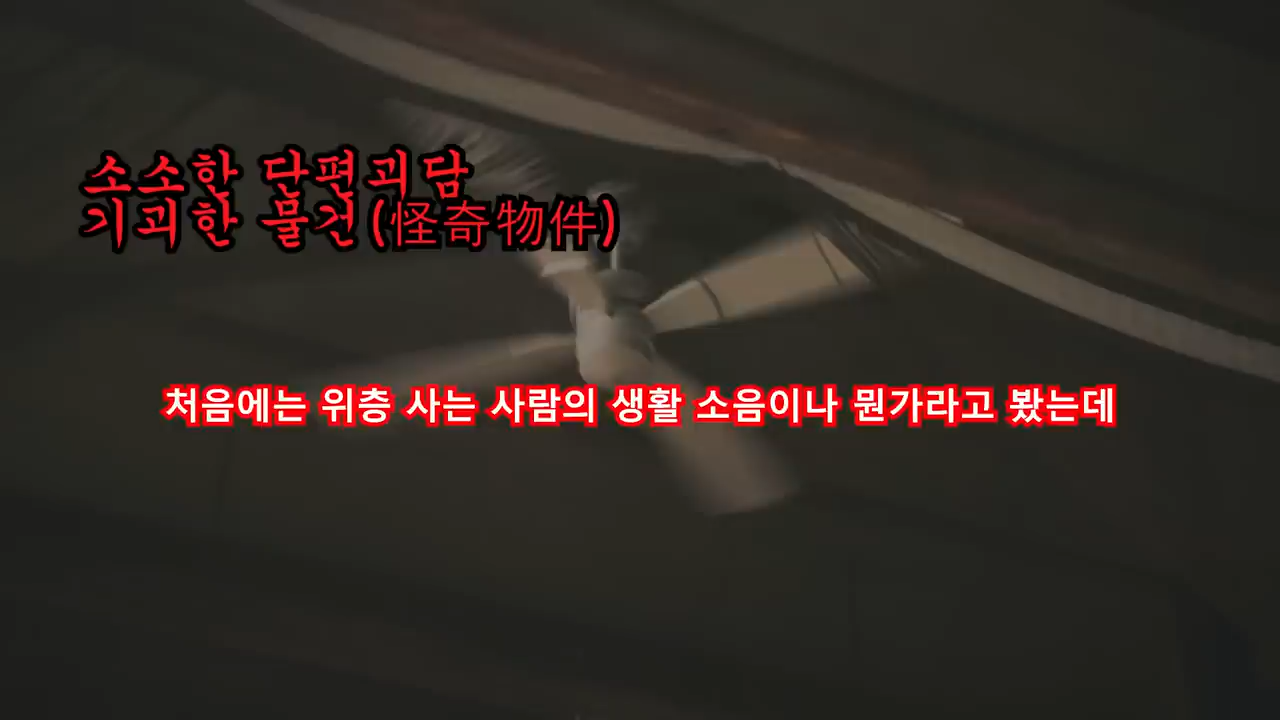 소소한 단편괴담
기괴한 물건(怪奇物件)
처음에는 위층 사는 사람의 생활 소음이나 뭔가라고 봤는데